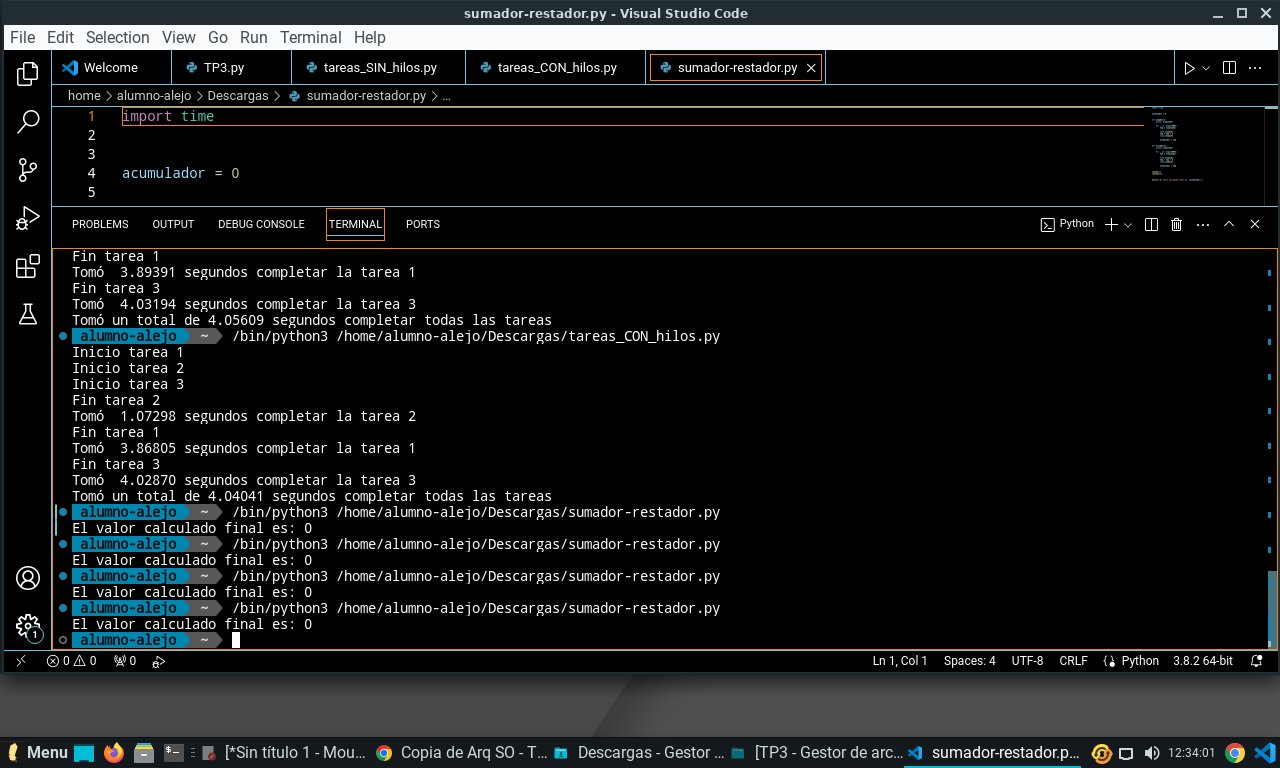 sumador-restador.py - Visual Studio Code
File Edit Selection View Go Run Terminal Help
Welcome TP3.py tareas_SIN_hilos.py tareas_CON_hilos.py sumador-restador.py
home > alumno-alejo > Descargas > sumador-restador.py > ...
1 import time
2
3
4 acumulador = 0
5
PROBLEMS OUTPUT DEBUG CONSOLE TERMINAL PORTS Python
Fin tarea 1
Tomó  3.89391 segundos completar la tarea 1
Fin tarea 3
Tomó  4.03194 segundos completar la tarea 3
Tomó un total de 4.05609 segundos completar todas las tareas
alumno-alejo ~ /bin/python3 /home/alumno-alejo/Descargas/tareas_CON_hilos.py
Inicio tarea 1
Inicio tarea 2
Inicio tarea 3
Fin tarea 2
Tomó  1.07298 segundos completar la tarea 2
Fin tarea 1
Tomó  3.86805 segundos completar la tarea 1
Fin tarea 3
Tomó  4.02870 segundos completar la tarea 3
Tomó un total de 4.04041 segundos completar todas las tareas
alumno-alejo ~ /bin/python3 /home/alumno-alejo/Descargas/sumador-restador.py
El valor calculado final es: 0
alumno-alejo ~ /bin/python3 /home/alumno-alejo/Descargas/sumador-restador.py
El valor calculado final es: 0
alumno-alejo ~ /bin/python3 /home/alumno-alejo/Descargas/sumador-restador.py
El valor calculado final es: 0
alumno-alejo ~ /bin/python3 /home/alumno-alejo/Descargas/sumador-restador.py
El valor calculado final es: 0
alumno-alejo ~
1
0 0 0 Ln 1, Col 1 Spaces: 4 UTF-8 CRLF Python 3.8.2 64-bit
Menu [*Sin título 1 - Mou... Copia de Arq SO - T... Descargas - Gestor ... [TP3 - Gestor de arc... sumador-restador.p... 12:34:01